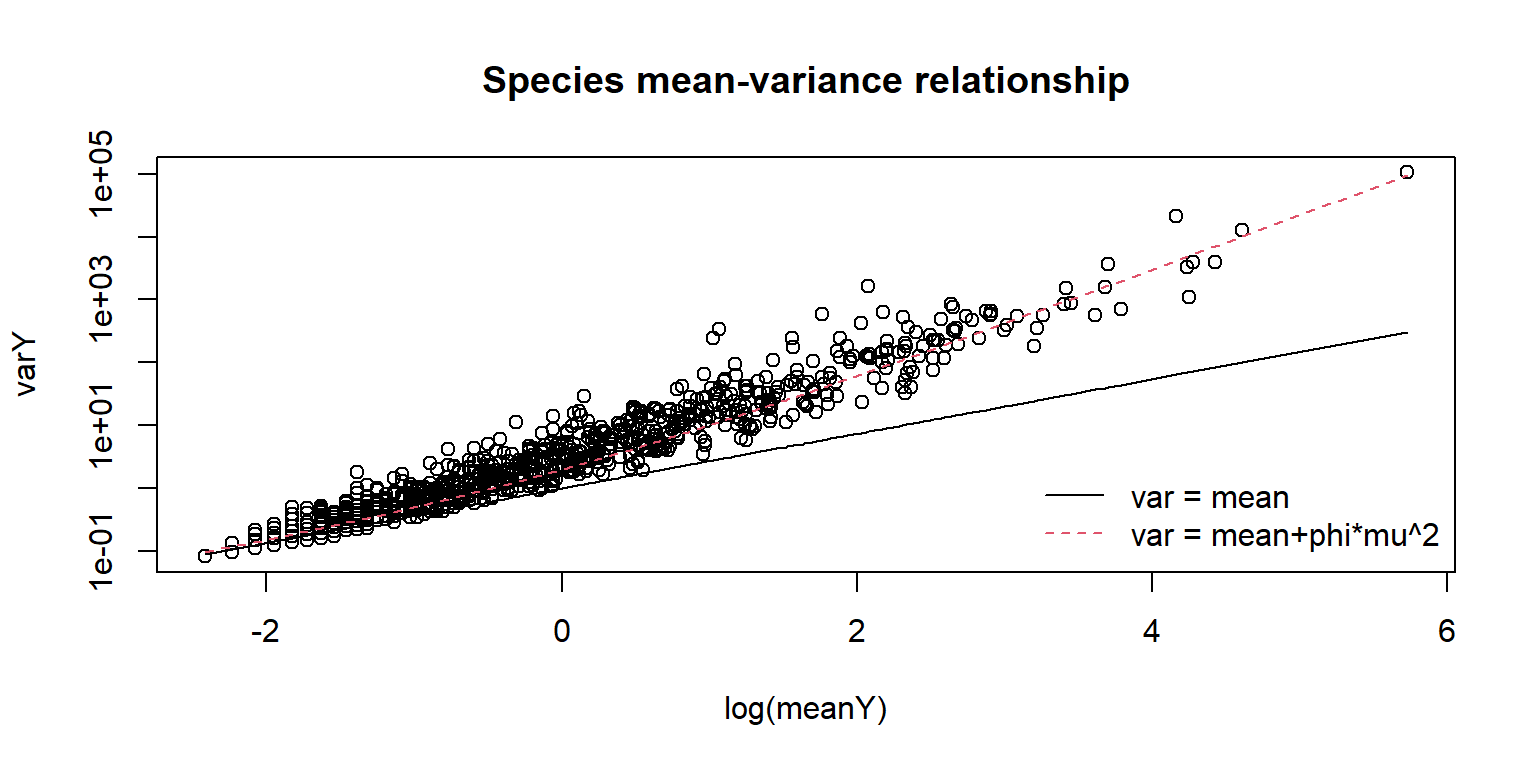 Species mean-variance relationship
varY
1e+05
1e+03
1e+01
1e-01
var = mean
var = mean+phi*mu^2
-2 0 2 4 6
log(meanY)